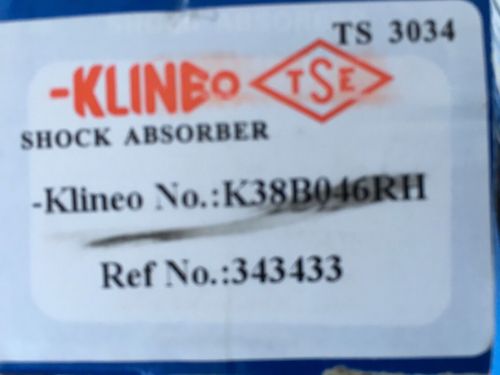 TS 3034
-KLINEO TSE
SHOCK ABSORBER
-Klineo No.:K38B046RH
Ref No.:343433